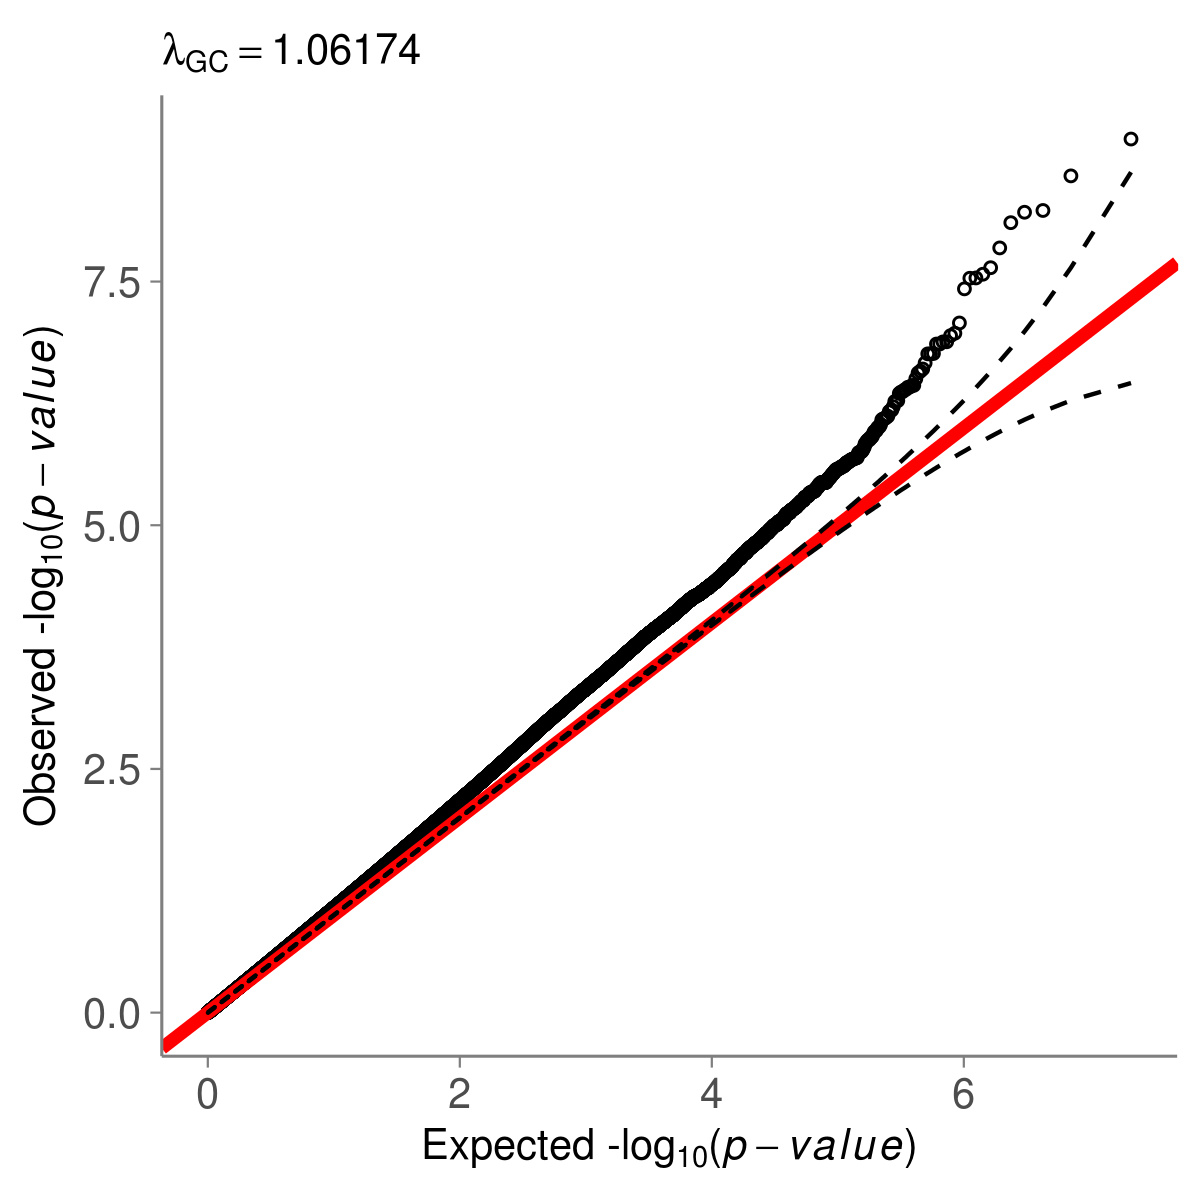 λGC = 1.06174
Observed -log10(p − value)
7.5
5.0
2.5
0.0
0 2 4 6
Expected -log10(p − value)